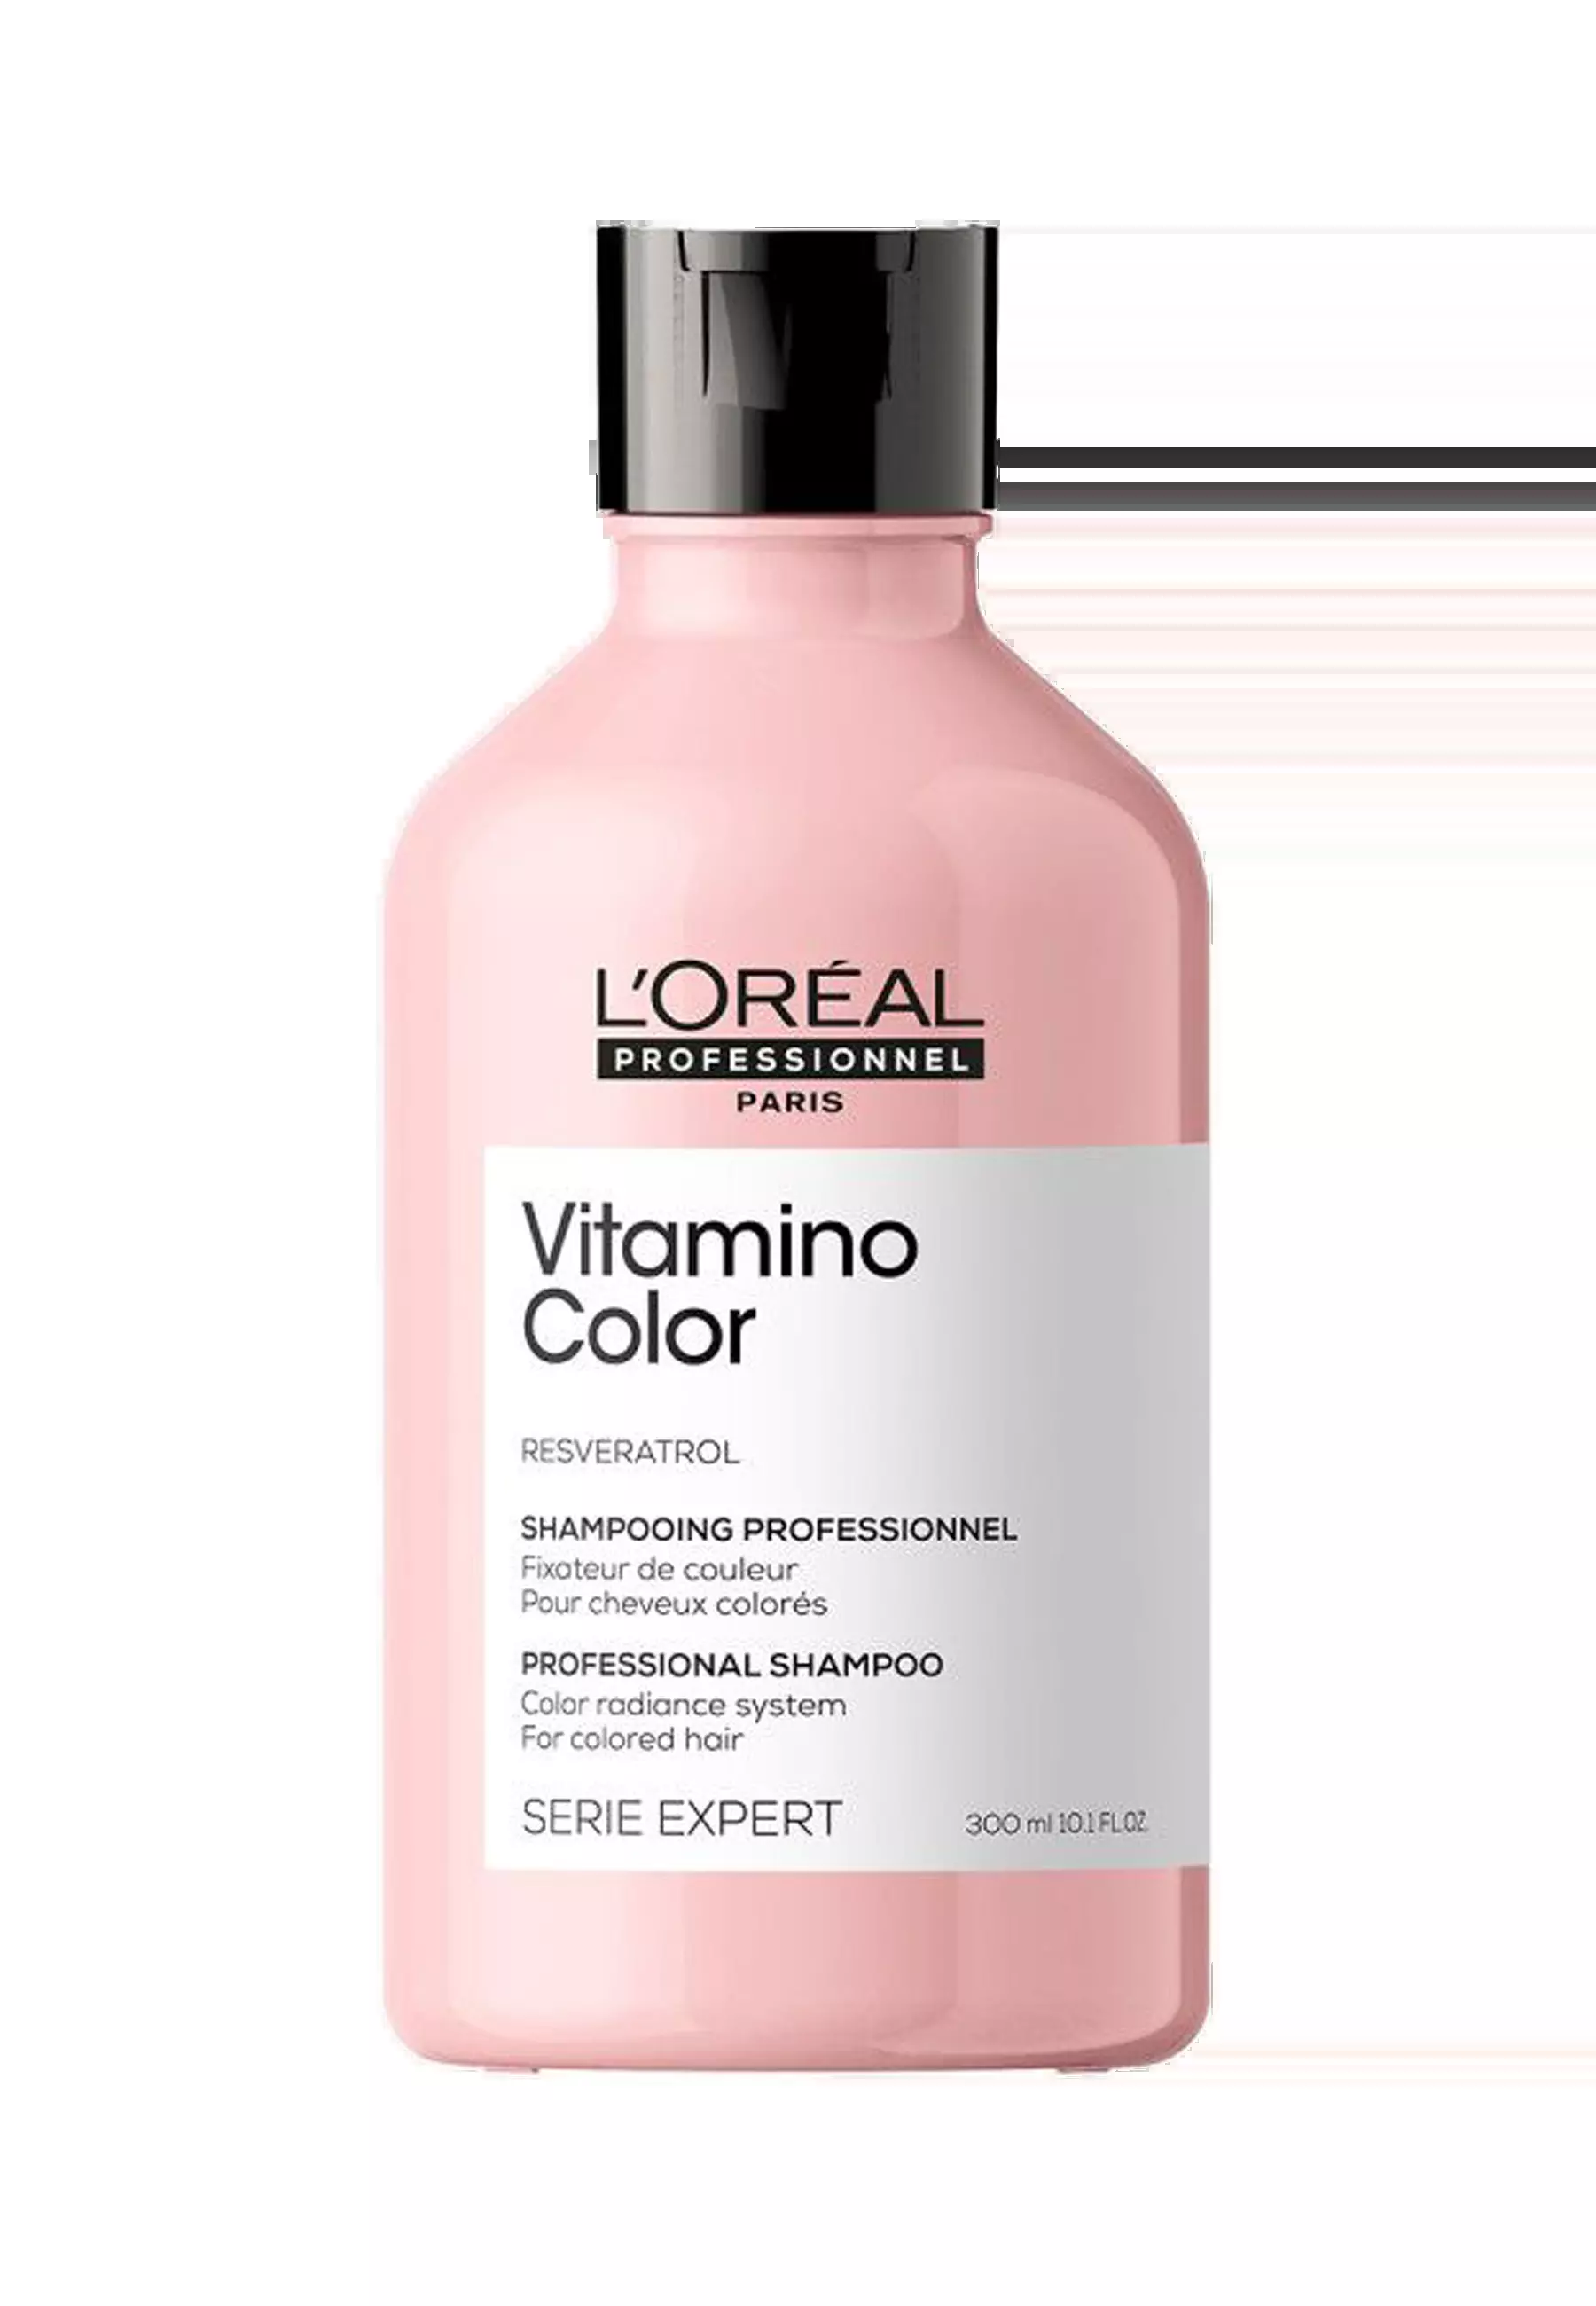 L'ORÉAL
PROFESSIONNEL
PARIS
Vitamino
Color
RESVERATROL
SHAMPOOING PROFESSIONNEL
Fixateur de couleur
Pour cheveux colorés
PROFESSIONAL SHAMPOO
Color radiance system
For colored hair
SERIE EXPERT
300 ml 10.1 FL.OZ.